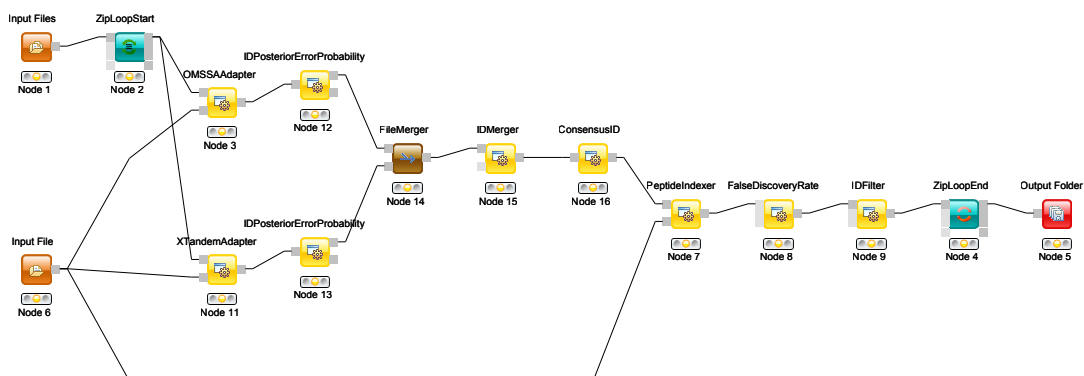 Input Files
ZipLoopStart
Node 1
Node 2
OMSSAAdapter
Node 3
IDPosteriorErrorProbability
Node 12
FileMerger
Node 14
IDMerger
Node 15
ConsensusID
Node 16
Input File
Node 6
XTandemAdapter
Node 11
IDPosteriorErrorProbability
Node 13
PeptideIndexer
Node 7
FalseDiscoveryRate
Node 8
IDFilter
Node 9
ZipLoopEnd
Node 4
Output Folder
Node 5